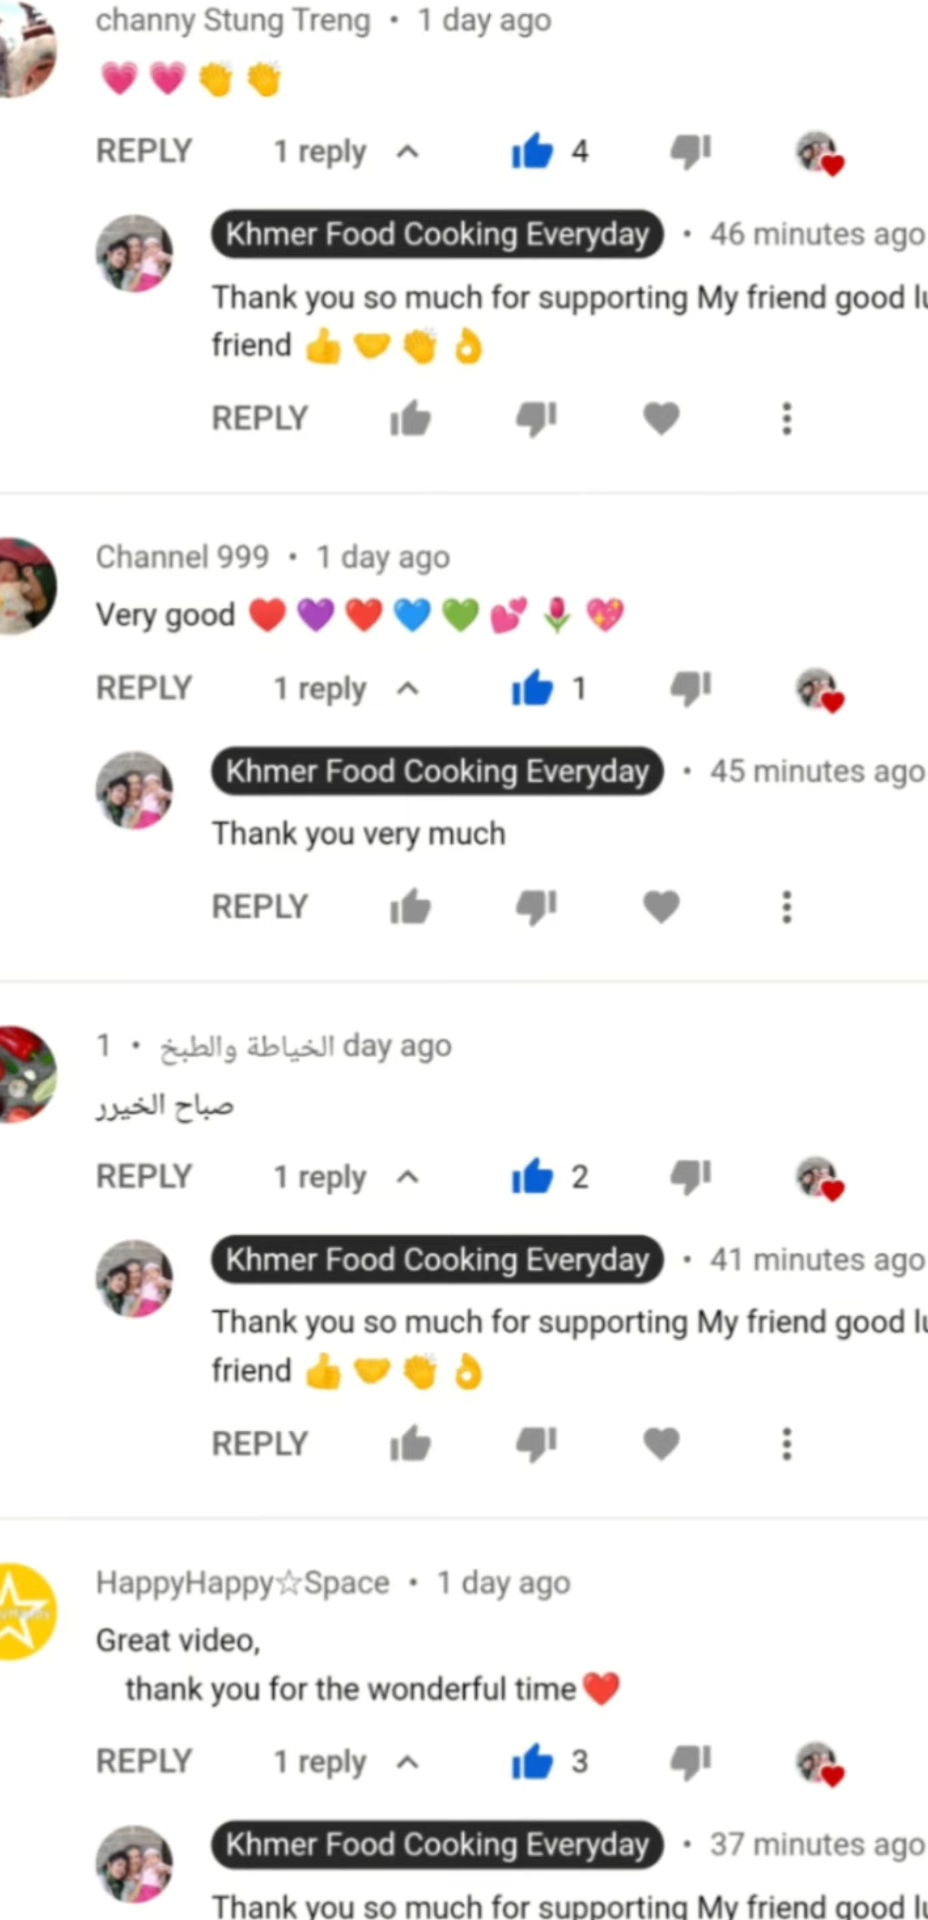 channy Stung Treng • 1 day ago
💗💗👏👏
REPLY 1 reply 4
Khmer Food Cooking Everyday • 46 minutes ago
Thank you so much for supporting My friend good
friend 👍🤝👏👌
REPLY
Channel 999 • 1 day ago
Very good ❤️💜❤️💙💚💕🌷💖
REPLY 1 reply 1
Khmer Food Cooking Everyday • 45 minutes ago
Thank you very much
REPLY
الخياطة والطبخ • 1 day ago
صباح الخيرر
REPLY 1 reply 2
Khmer Food Cooking Everyday • 41 minutes ago
Thank you so much for supporting My friend good
friend 👍🤝👏👌
REPLY
HappyHappy☆Space • 1 day ago
Great video,
thank you for the wonderful time❤️
REPLY 1 reply 3
Khmer Food Cooking Everyday • 37 minutes ago
Thank you so much for supporting My friend good